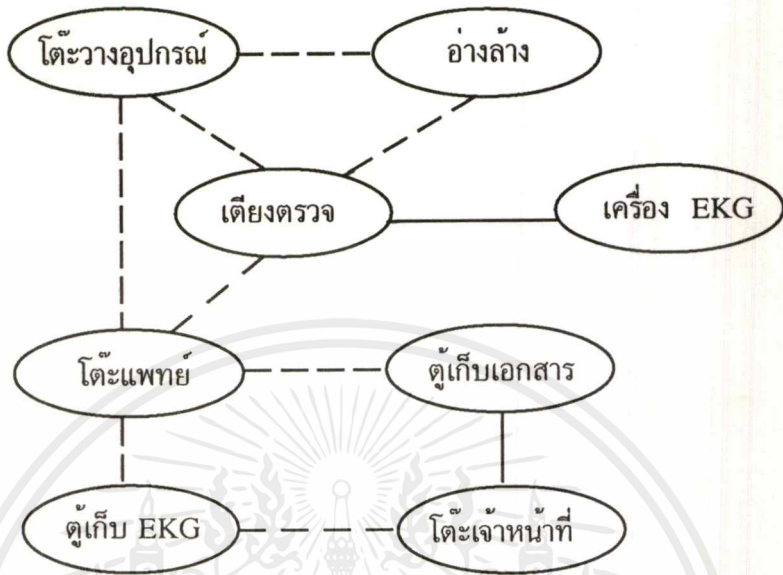 โต๊ะวางอุปกรณ์
อ่างล้าง
เตียงตรวจ
เครื่อง EKG
โต๊ะแพทย์
ตู้เก็บเอกสาร
ตู้เก็บ EKG
โต๊ะเจ้าหน้าที่